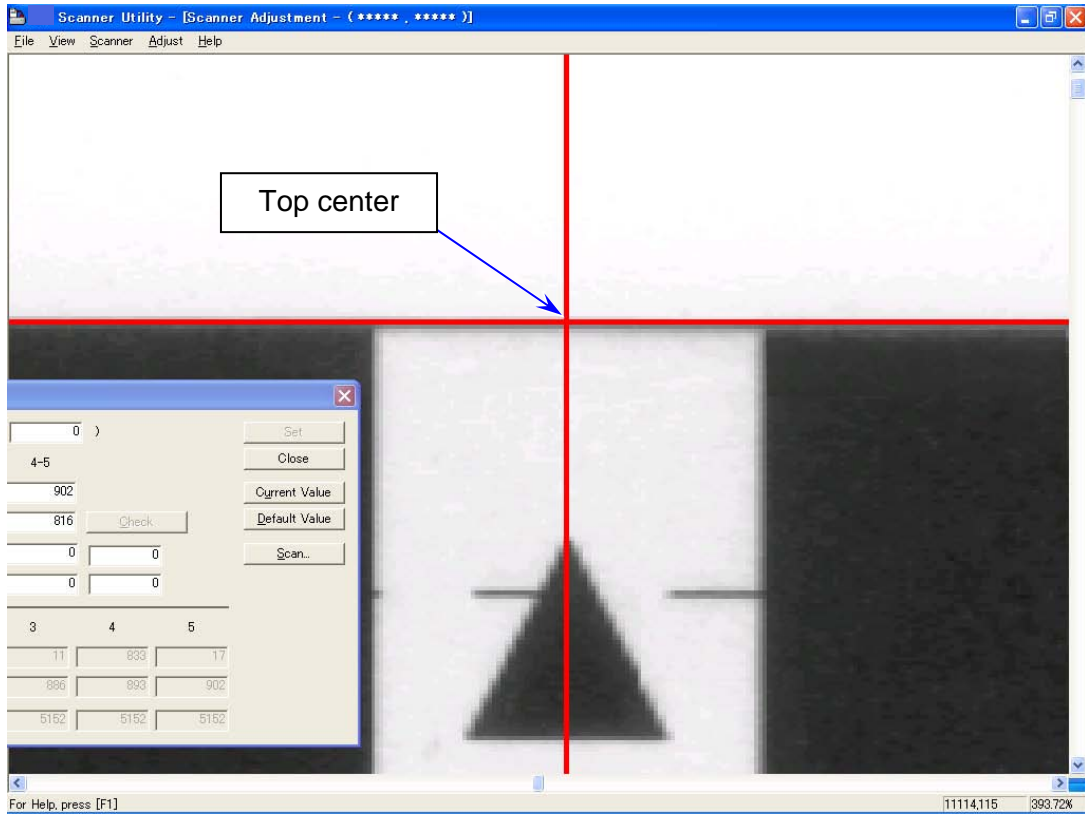 Scanner Utility - [Scanner Adjustment - ( ***** , ***** )]
File View Scanner Adjust Help
Top center
0 ) Set
4-5 Close
902 Current Value
816 Check Default Value
0 0 Scan...
0 0
3 4 5
11 833 17
886 893 902
5152 5152 5152
For Help, press [F1] 11114,115 393.72%